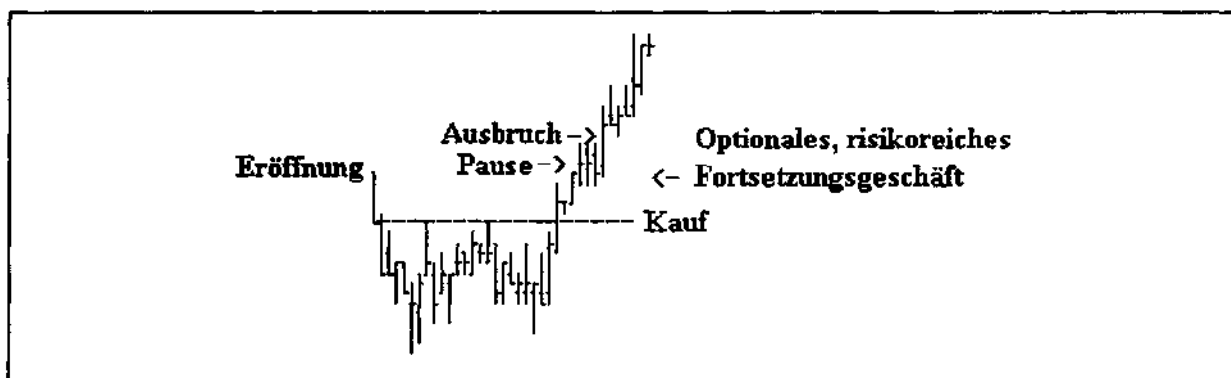 Ausbruch
Pause
Eröffnung
Optionales, risikoreiches
Fortsetzungsgeschäft
Kauf